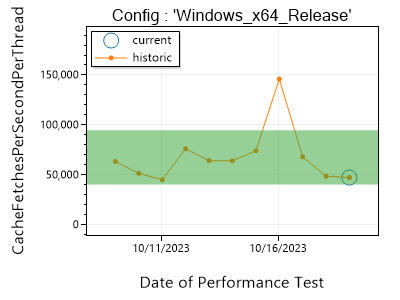 Config : 'Windows_x64_Release'
CacheFetchesPerSecondPerThread
current
historic
150,000
100,000
50,000
0
10/11/2023
10/16/2023
Date of Performance Test